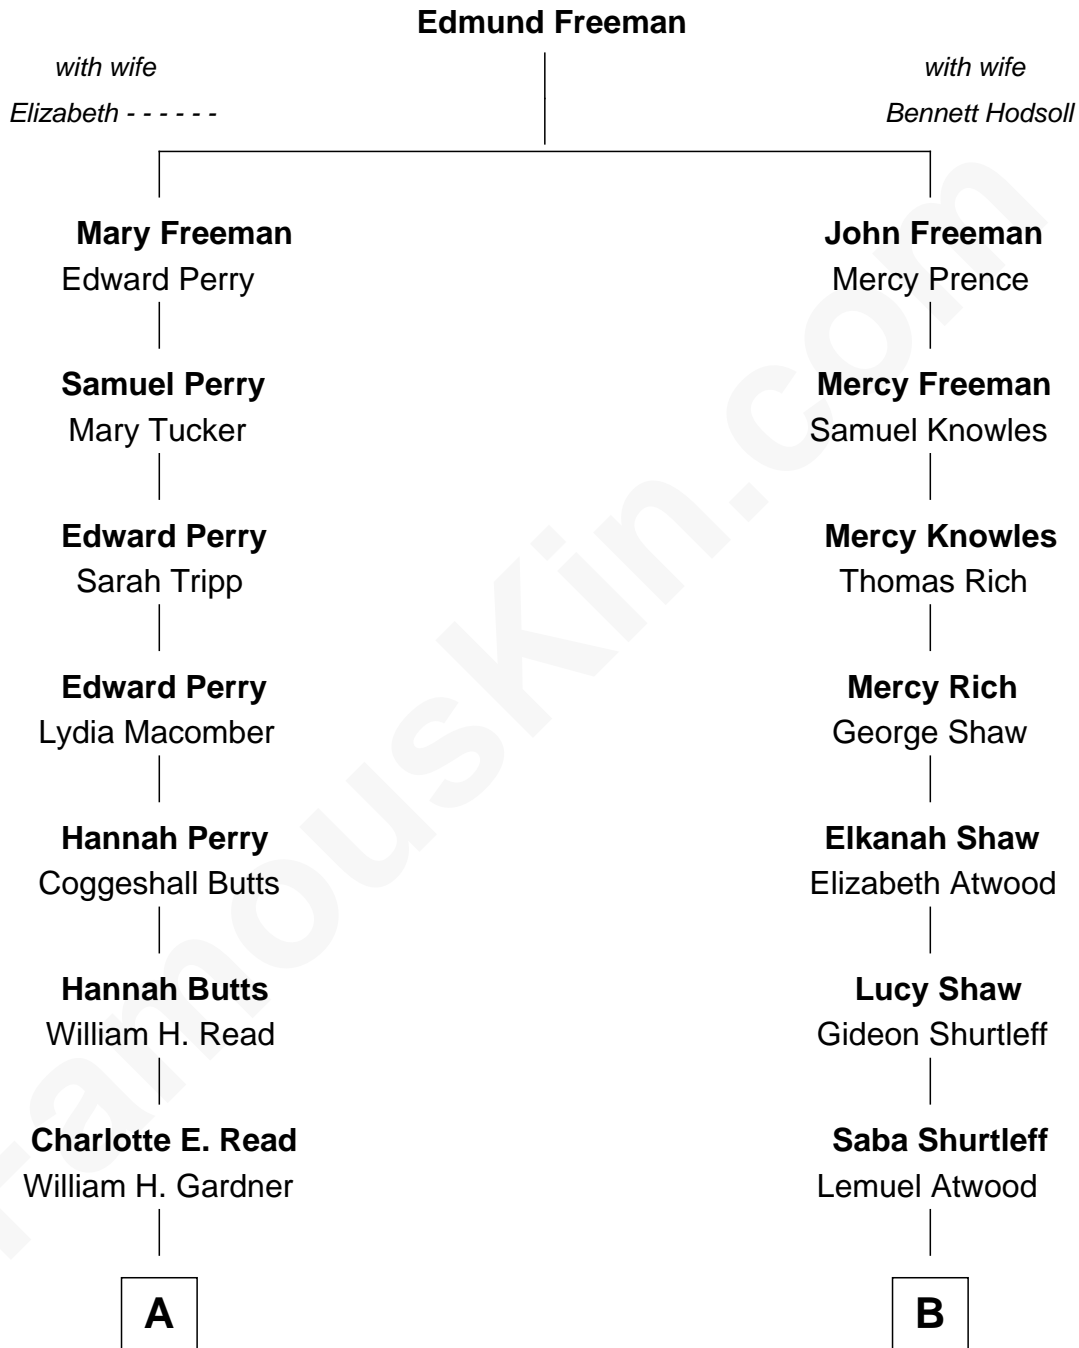 Edmund Freeman
with wife
Elizabeth - - - - - -
with wife
Bennett Hodsoll
Mary Freeman
Edward Perry
John Freeman
Mercy Prence
Samuel Perry
Mary Tucker
Mercy Freeman
Samuel Knowles
Edward Perry
Sarah Tripp
Mercy Knowles
Thomas Rich
Edward Perry
Lydia Macomber
Mercy Rich
George Shaw
Hannah Perry
Coggeshall Butts
Elkanah Shaw
Elizabeth Atwood
Hannah Butts
William H. Read
Lucy Shaw
Gideon Shurtleff
Charlotte E. Read
William H. Gardner
Saba Shurtleff
Lemuel Atwood
A
B
FamousKin.com